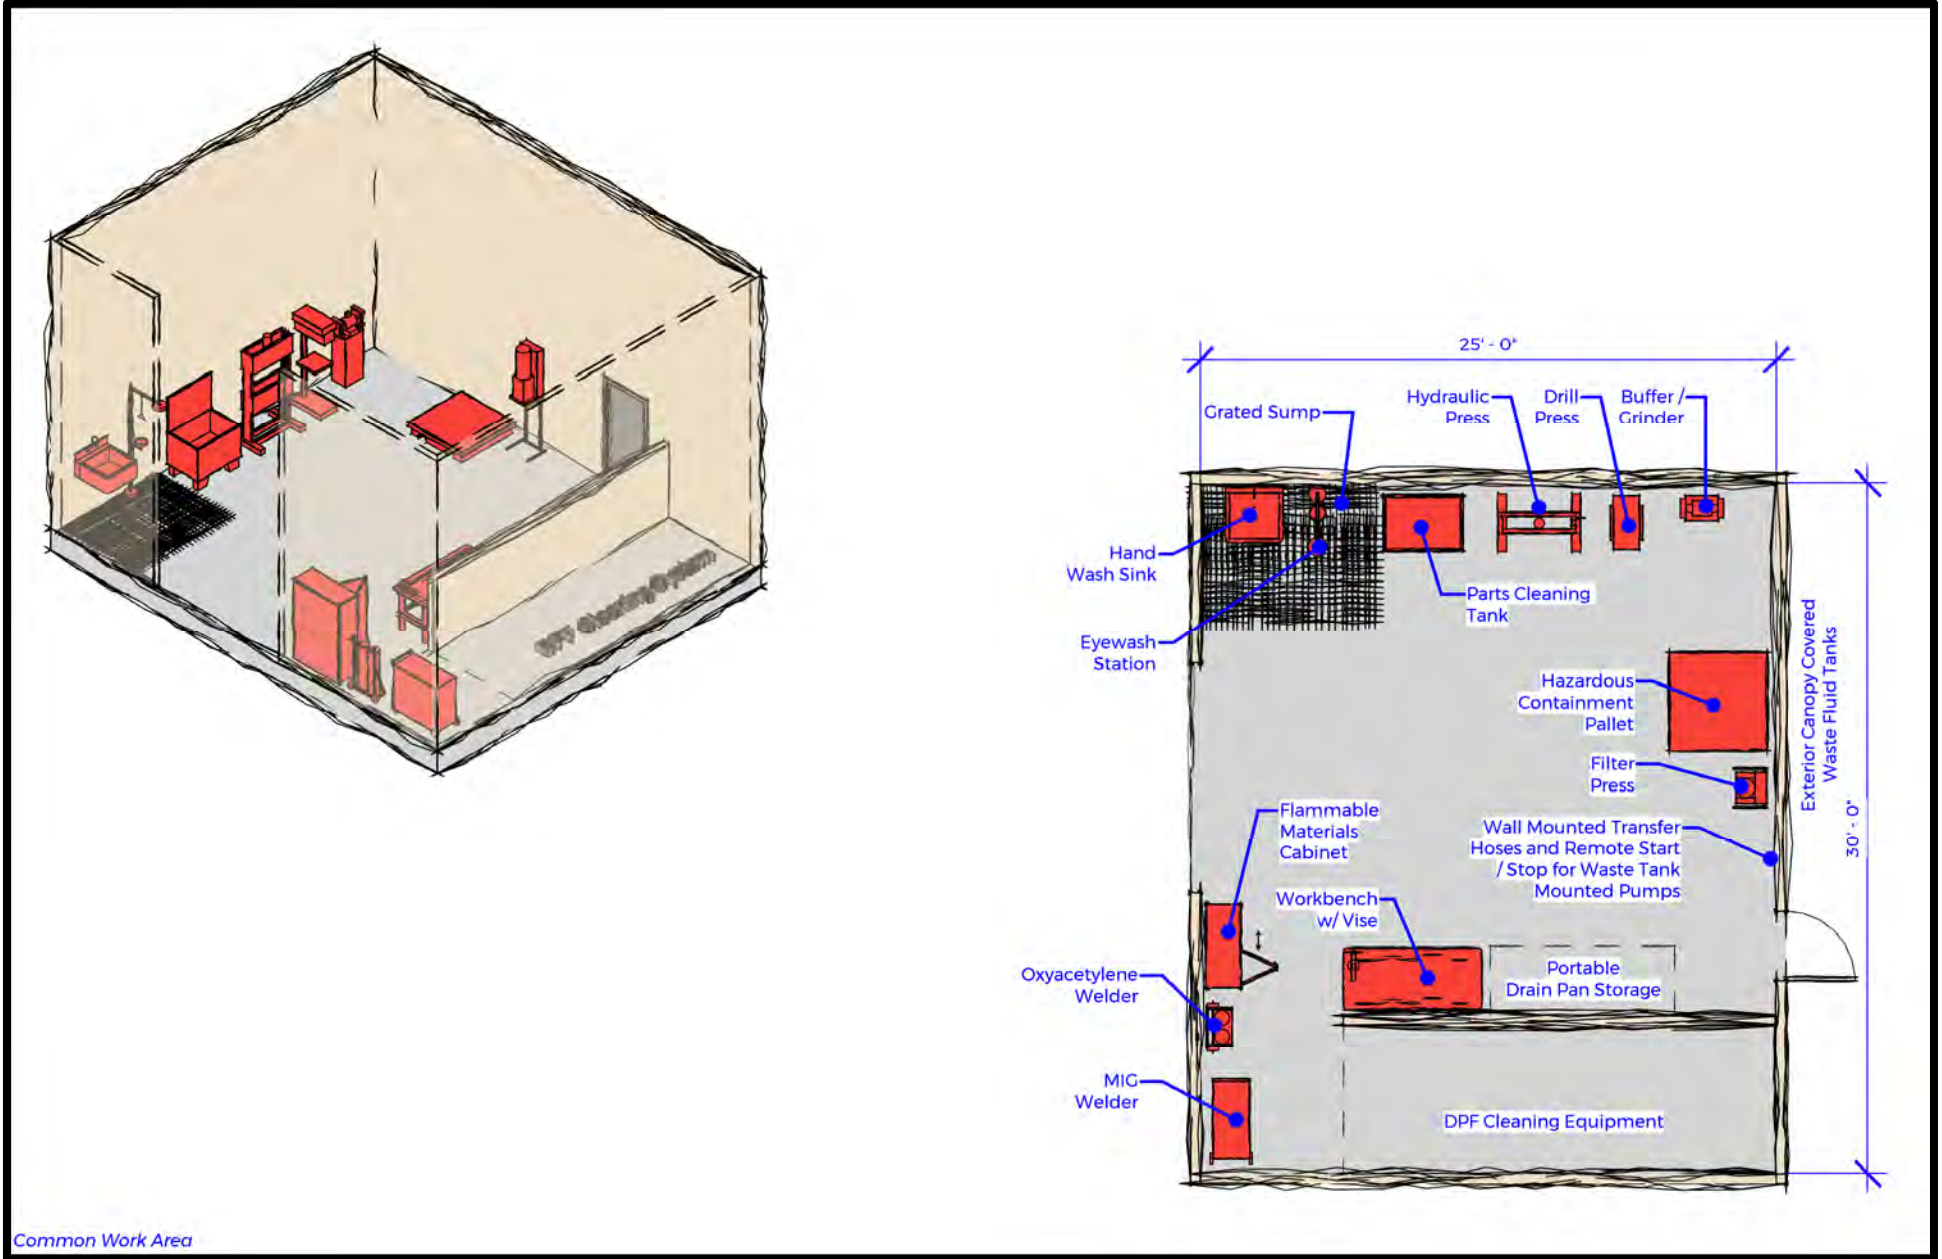 25' - 0"
Grated Sump
Hydraulic
Press
Drill
Press
Buffer /
Grinder
Hand
Wash Sink
Eyewash
Station
Parts Cleaning
Tank
Hazardous
Containment
Pallet
Filter
Press
Exterior Canopy Covered
Waste Fluid Tanks
30' - 0"
Wall Mounted Transfer
Hoses and Remote Start
/ Stop for Waste Tank
Mounted Pumps
Flammable
Materials
Cabinet
Workbench
w/ Vise
Oxyacetylene
Welder
Portable
Drain Pan Storage
MIG
Welder
DPF Cleaning Equipment
Common Work Area